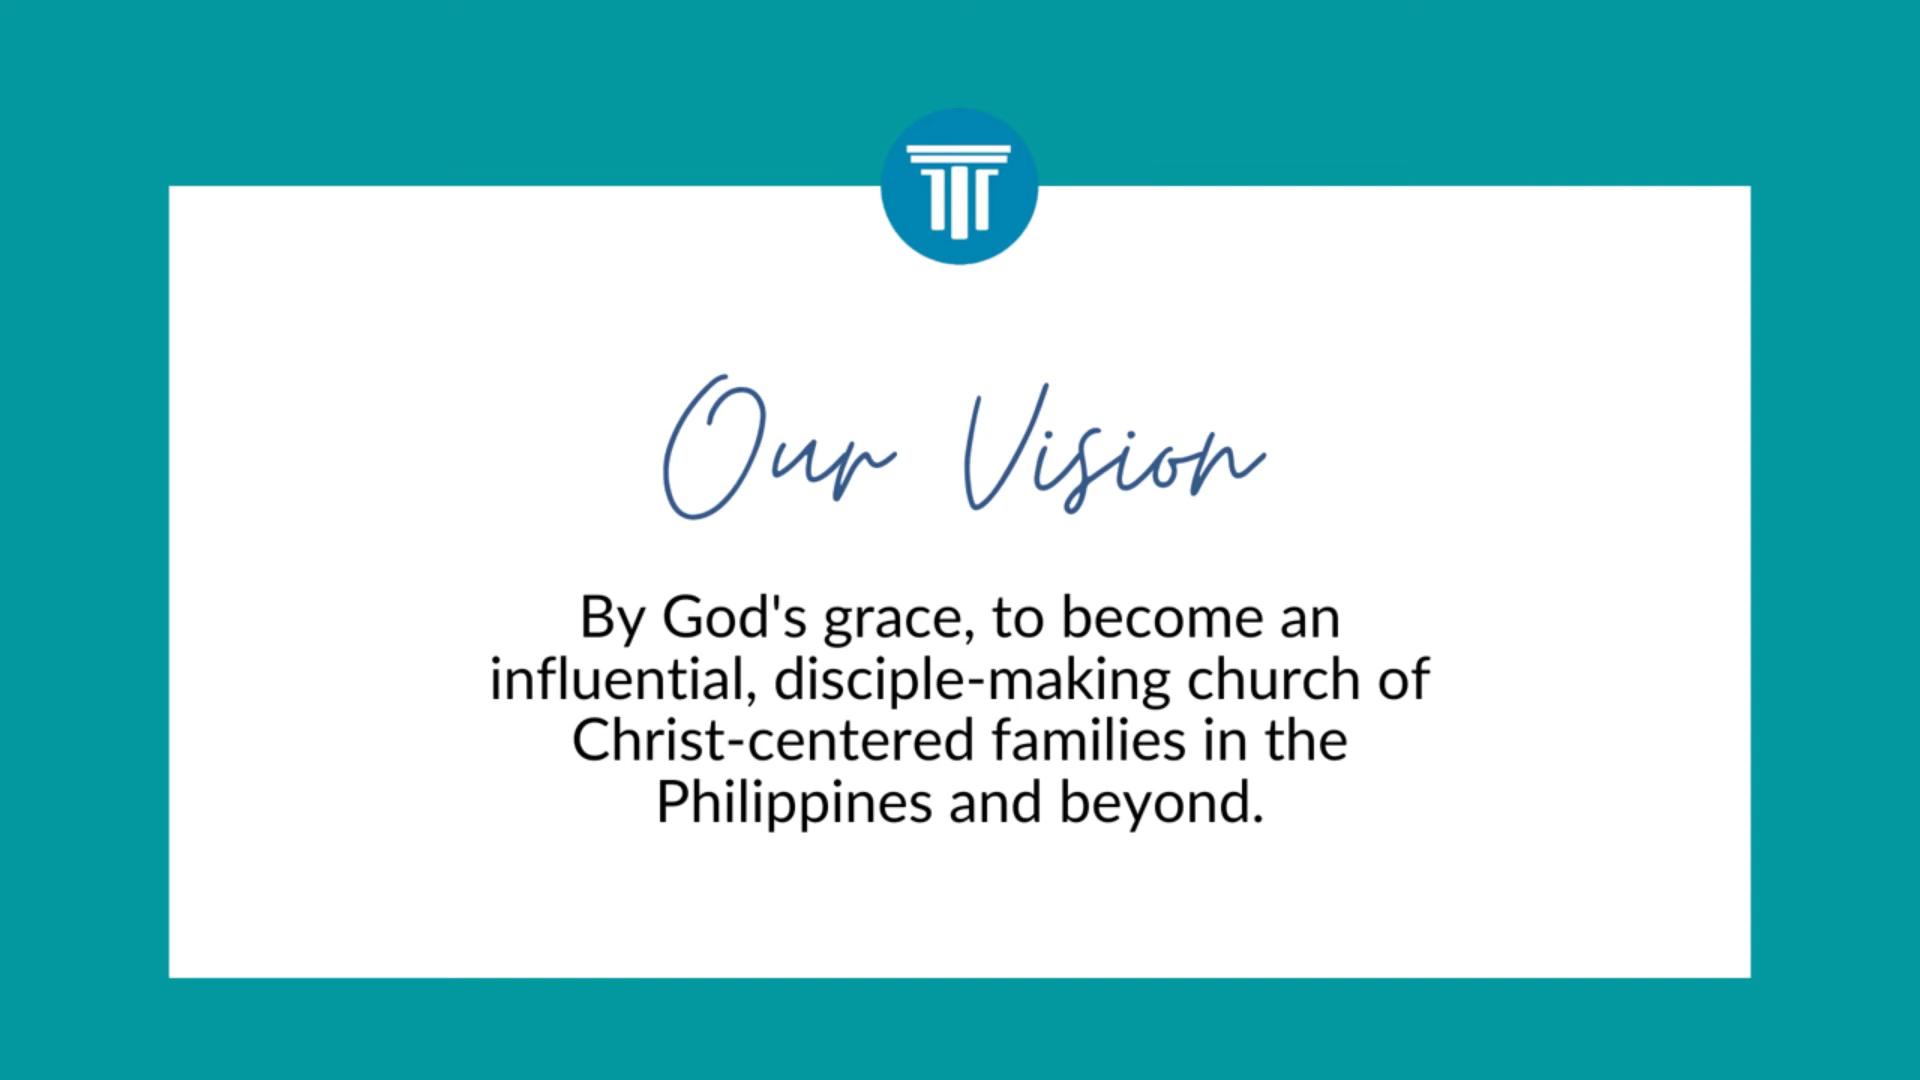 Our Vision
By God's grace, to become an
influential, disciple-making church of
Christ-centered families in the
Philippines and beyond.